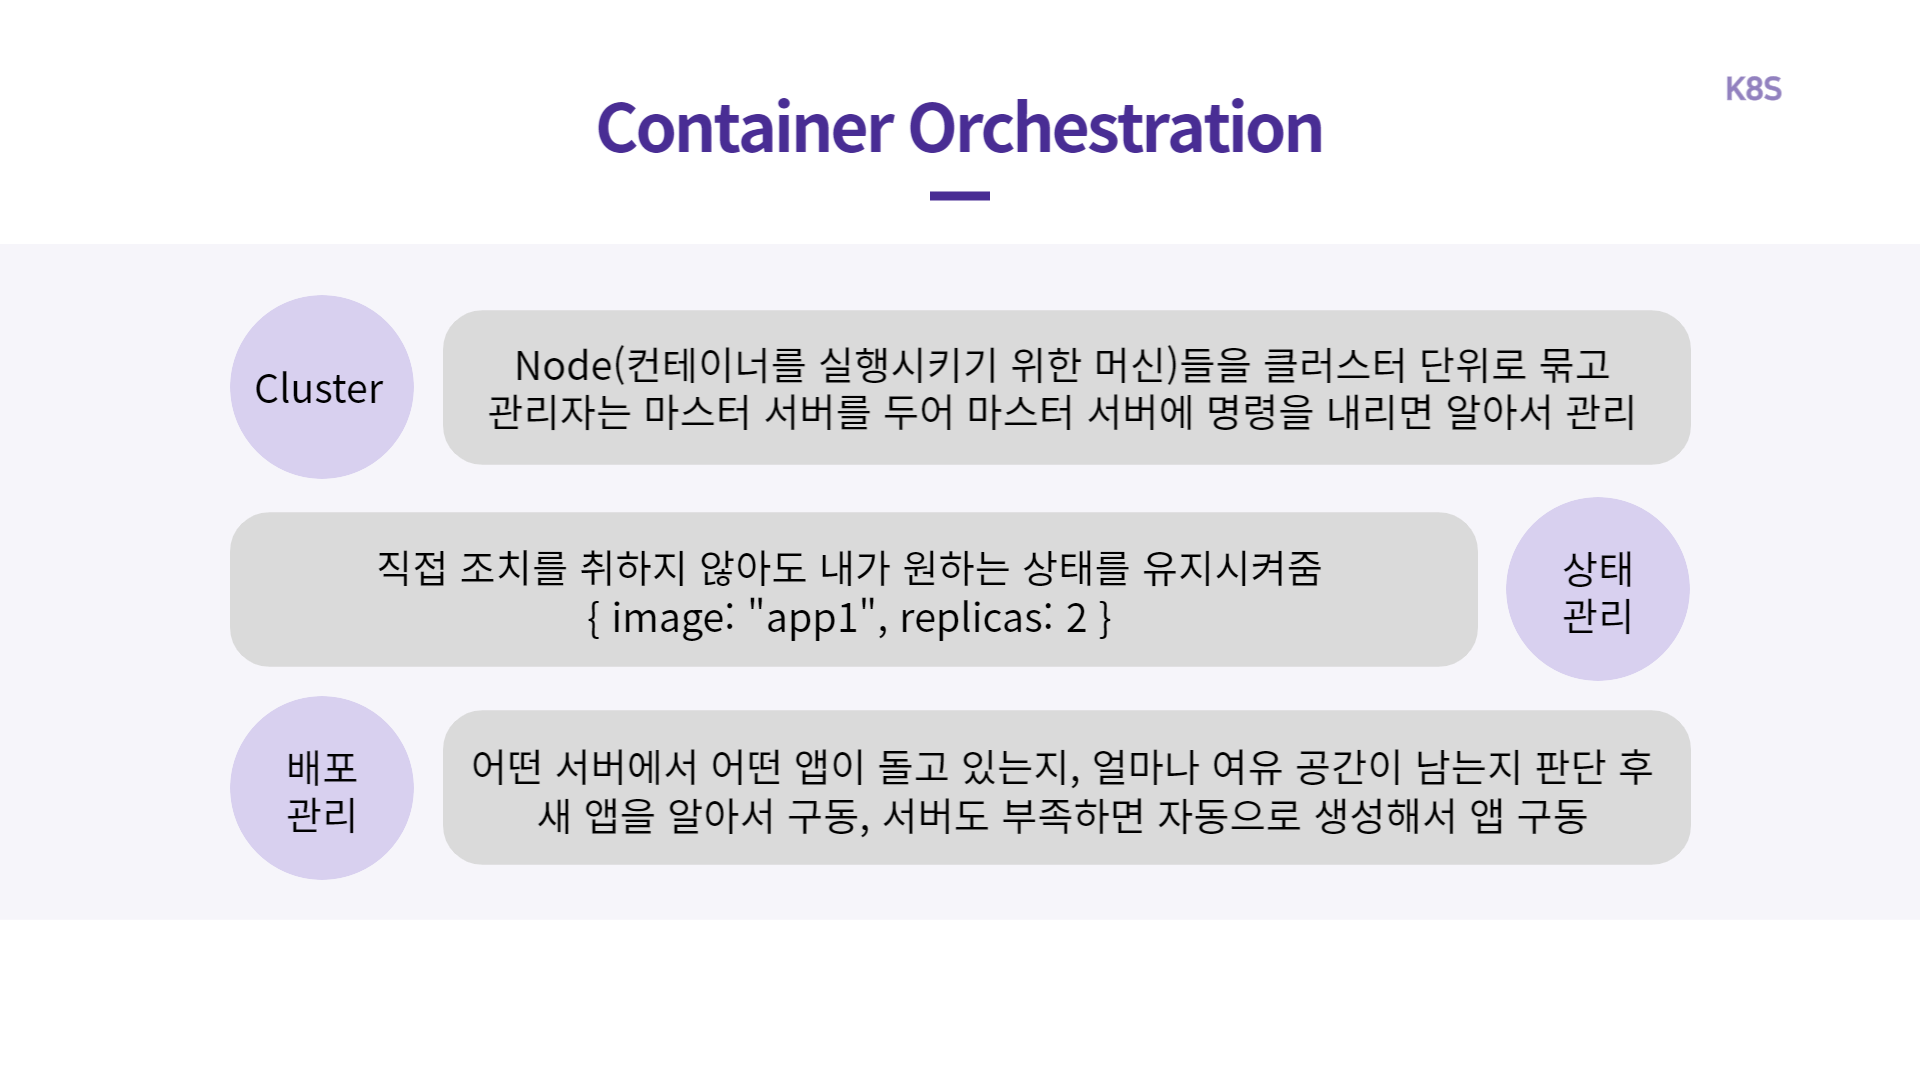 K8S
Container Orchestration
Cluster
Node(컨테이너를 실행시키기 위한 머신)들을 클러스터 단위로 묶고
관리자는 마스터 서버를 두어 마스터 서버에 명령을 내리면 알아서 관리
직접 조치를 취하지 않아도 내가 원하는 상태를 유지시켜줌
{ image: "app1", replicas: 2 }
상태
관리
배포
관리
어떤 서버에서 어떤 앱이 돌고 있는지, 얼마나 여유 공간이 남는지 판단 후
새 앱을 알아서 구동, 서버도 부족하면 자동으로 생성해서 앱 구동